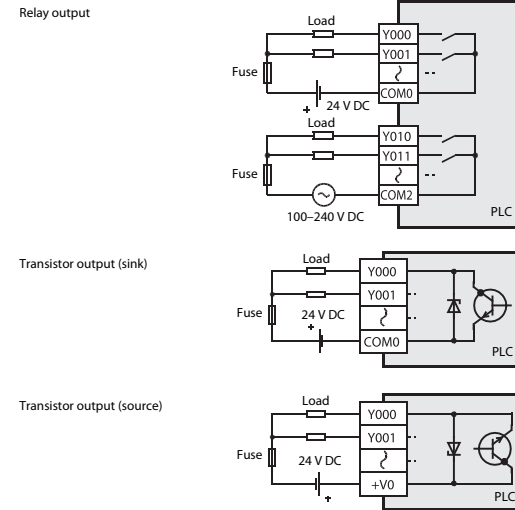 Relay output
Load
Y000
Y001
Fuse
COM0
+ 24 V DC
Load
Y010
Y011
Fuse
COM2
100–240 V DC
PLC
Transistor output (sink)
Load
Y000
Y001
Fuse
24 V DC
+
COM0
PLC
Transistor output (source)
Load
Y000
Y001
Fuse
24 V DC
+V0
+
PLC